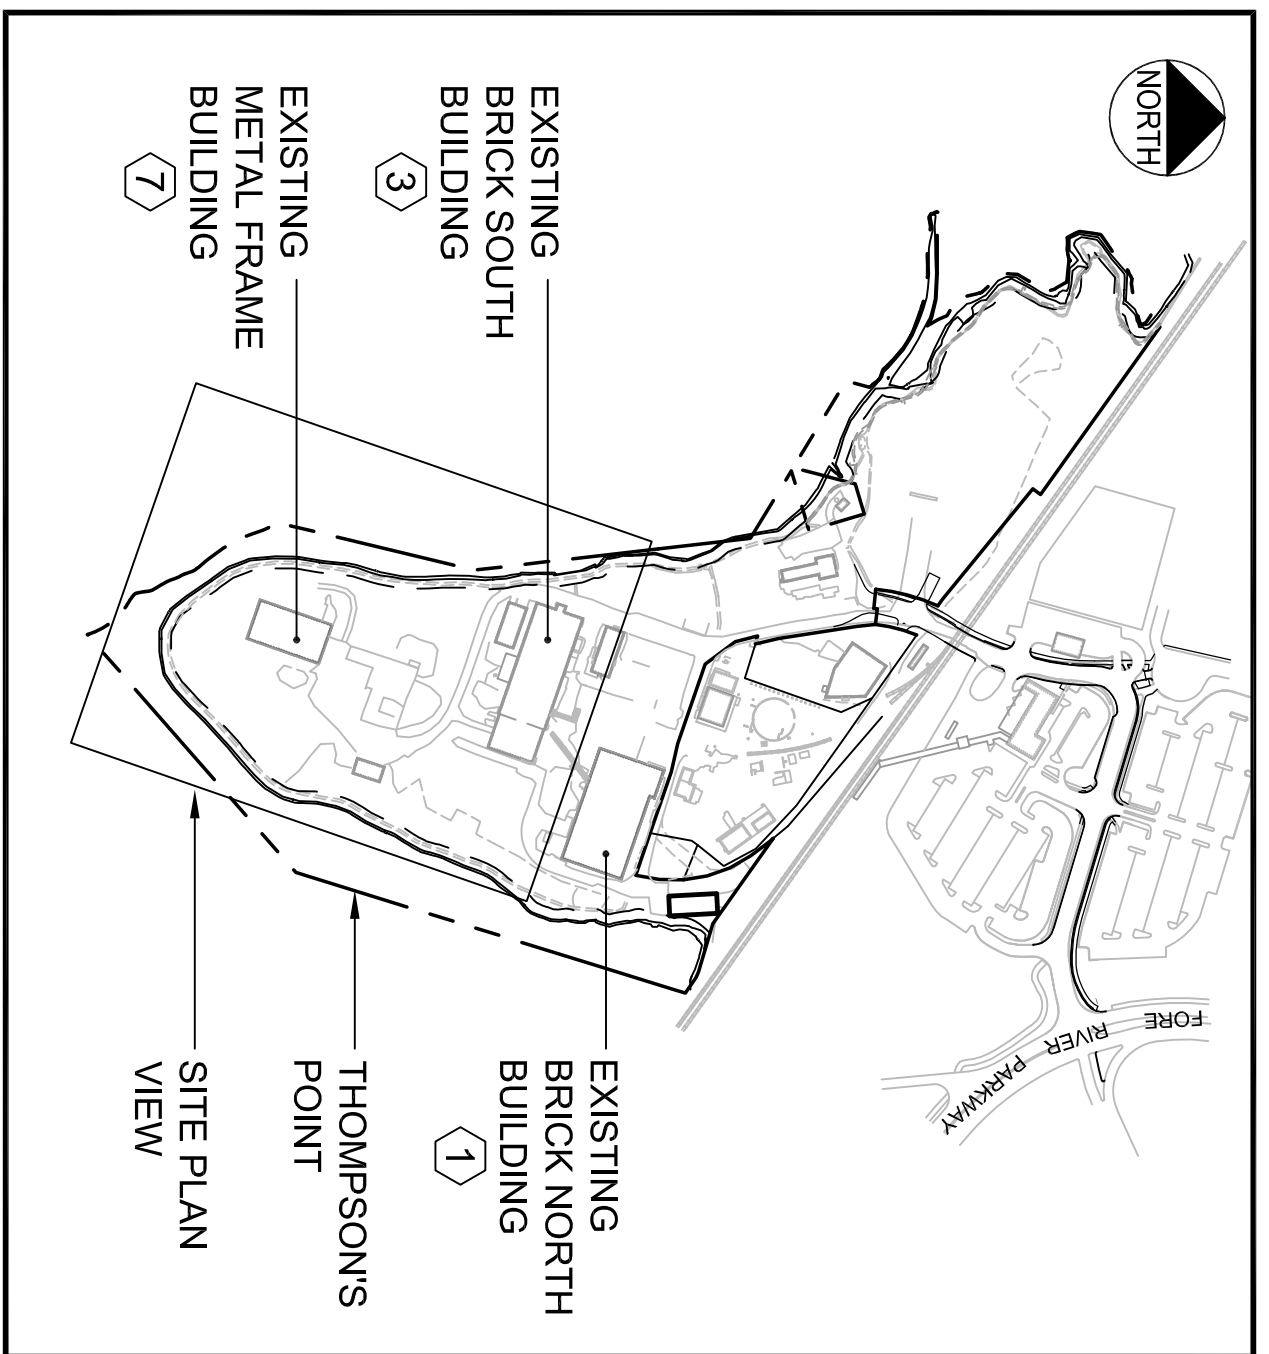 NORTH
FORE RIVER PARKWAY
EXISTING
BRICK SOUTH
BUILDING
3
EXISTING
METAL FRAME
BUILDING
7
EXISTING
BRICK NORTH
BUILDING
1
THOMPSON'S
POINT
SITE PLAN
VIEW